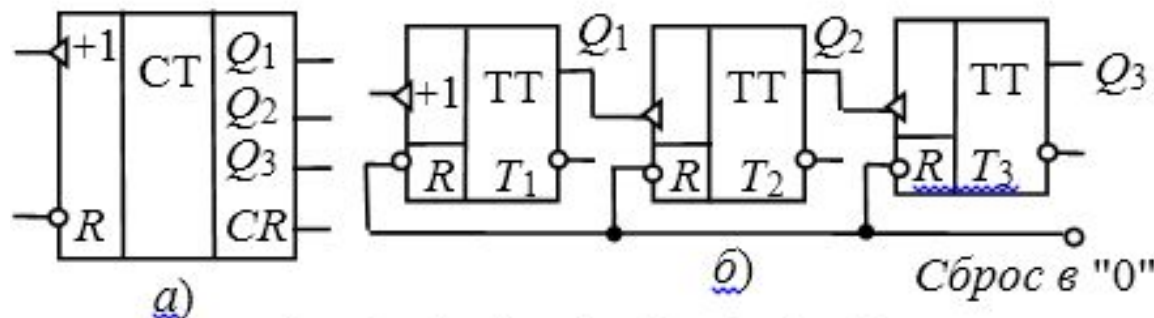 +1 CT Q1
Q2
Q3
R CR
а)
+1 TT Q1 TT Q2 TT Q3
R T1 R T2 R T3
б)
Сброс в "0"